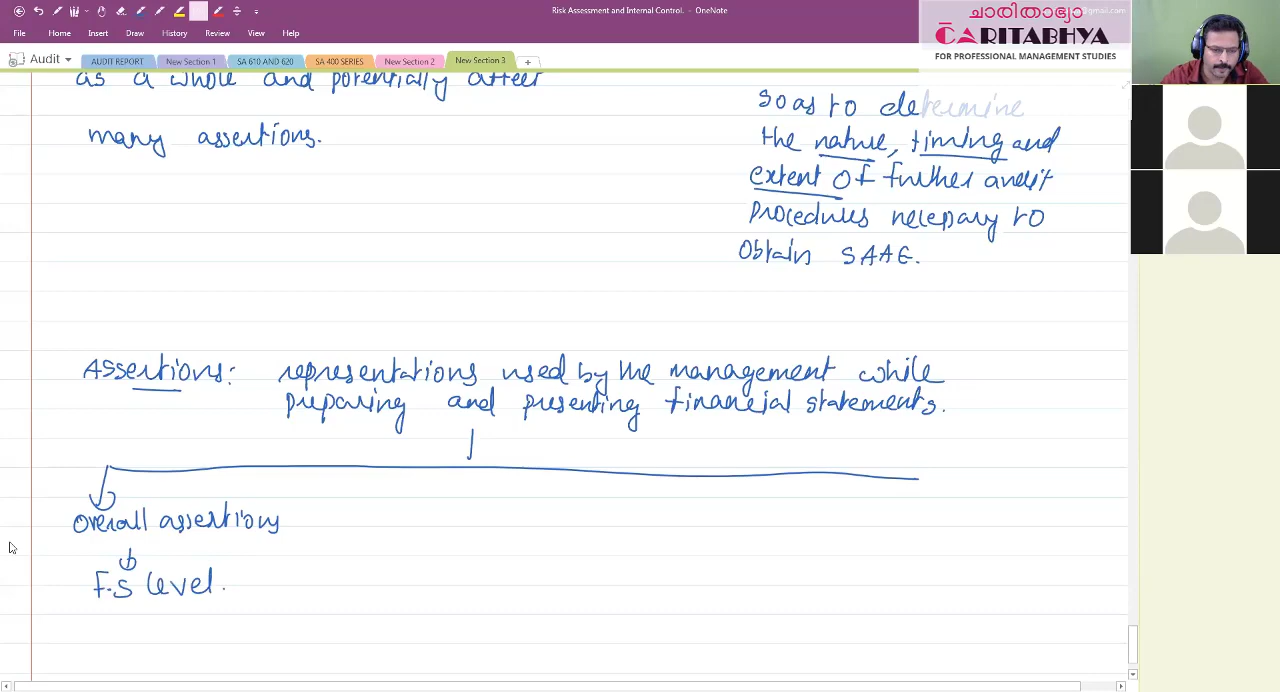 Risk Assessment and Internal Control. - OneNote
@gmail.com
ചാരിതാഭ്യാ
CARITABHYA
FOR PROFESSIONAL MANAGEMENT STUDIES
File Home Insert Draw History Review View Help
Audit AUDIT REPORT New Section 1 SA 610 AND 620 SA 400 SERIES New Section 2 New Section 3 +
as a whole and potentially affect
many assertions.
so as to determine
the nature, timing and
extent of further audit
procedures necessary to
obtain SAAE.
Assertions: representations used by the management while
preparing and presenting financial statements.
Overall assertions
F.S level.